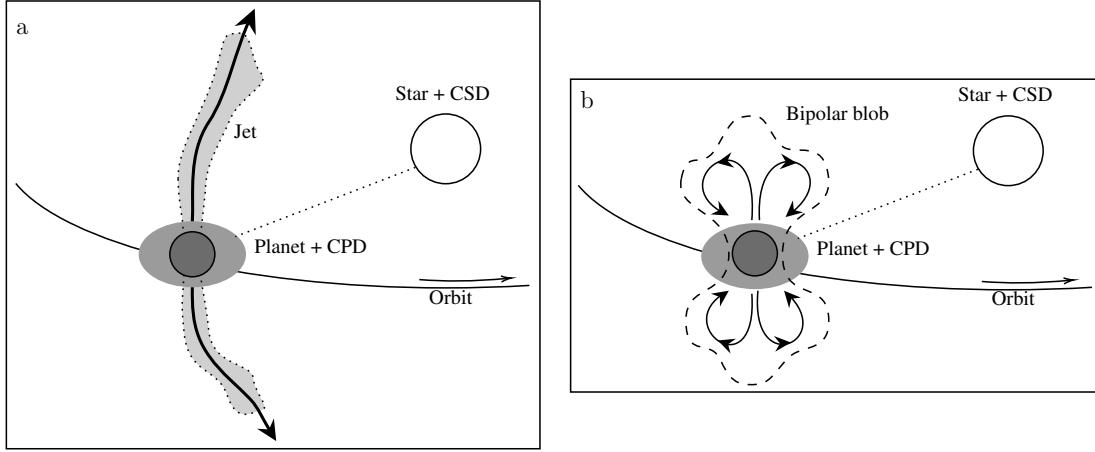 a
Star + CSD
Jet
Planet + CPD
Orbit
b
Star + CSD
Bipolar blob
Planet + CPD
Orbit